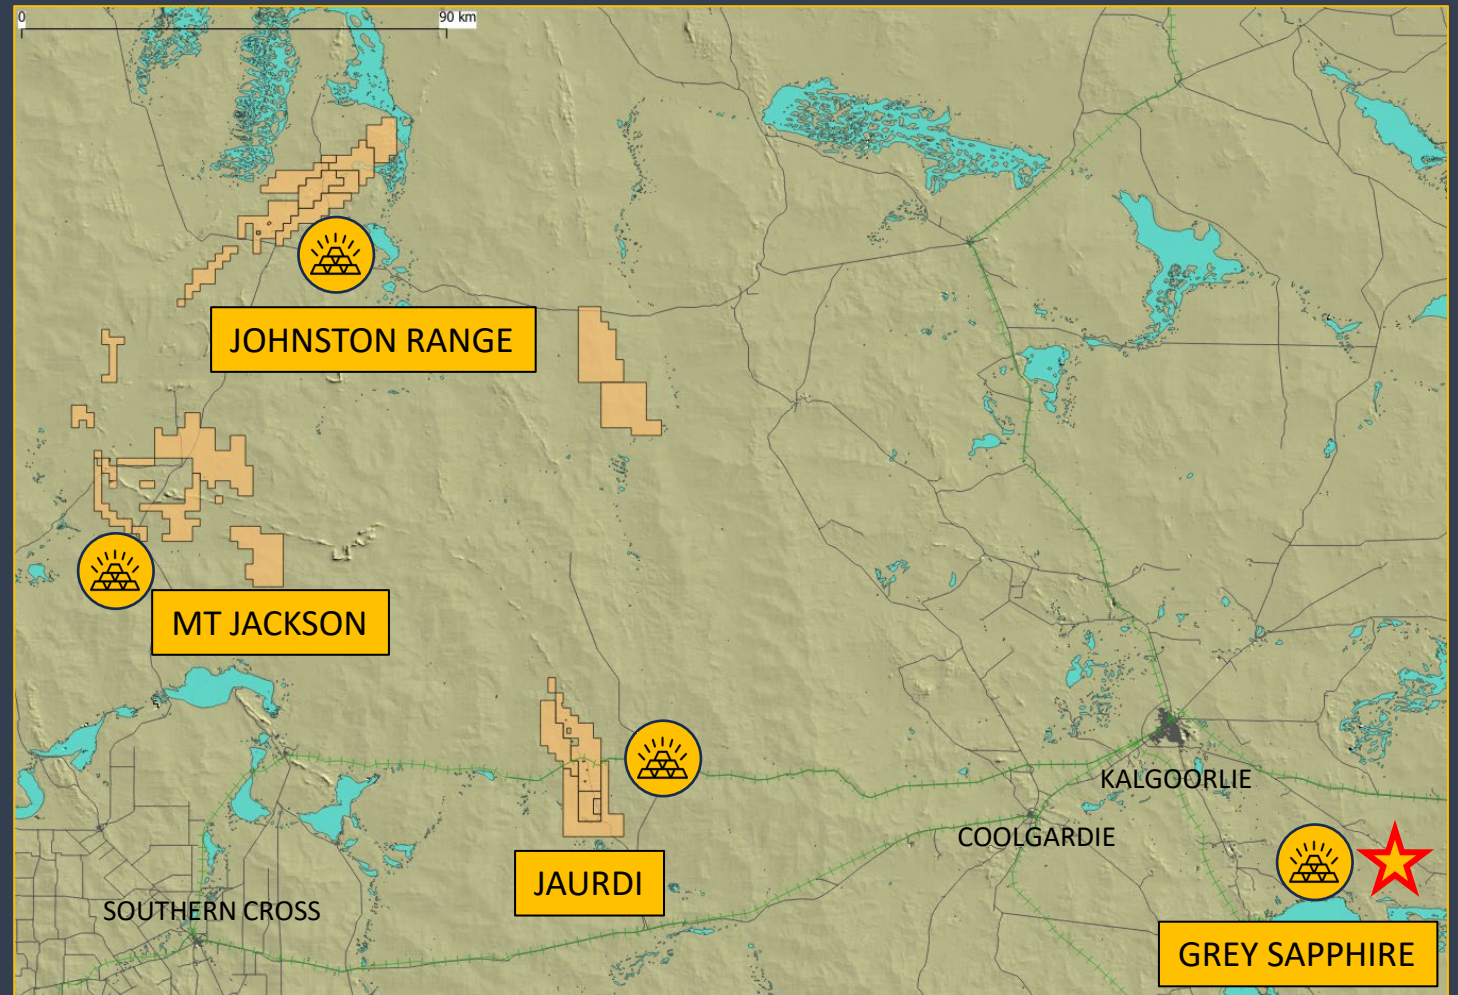 0
90 km
JOHNSTON RANGE
MT JACKSON
KALGOORLIE
COOLGARDIE
JAURDI
SOUTHERN CROSS
GREY SAPPHIRE